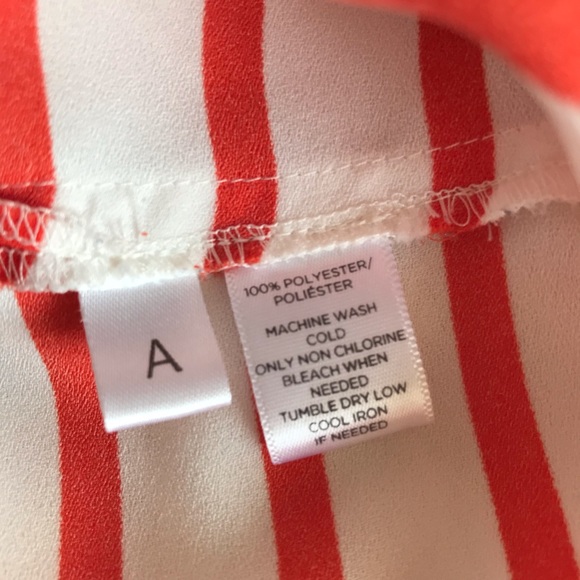 A
100% POLYESTER/
POLIÉSTER
MACHINE WASH
COLD
ONLY NON CHLORINE
BLEACH WHEN
NEEDED
TUMBLE DRY LOW
COOL IRON
IF NEEDED